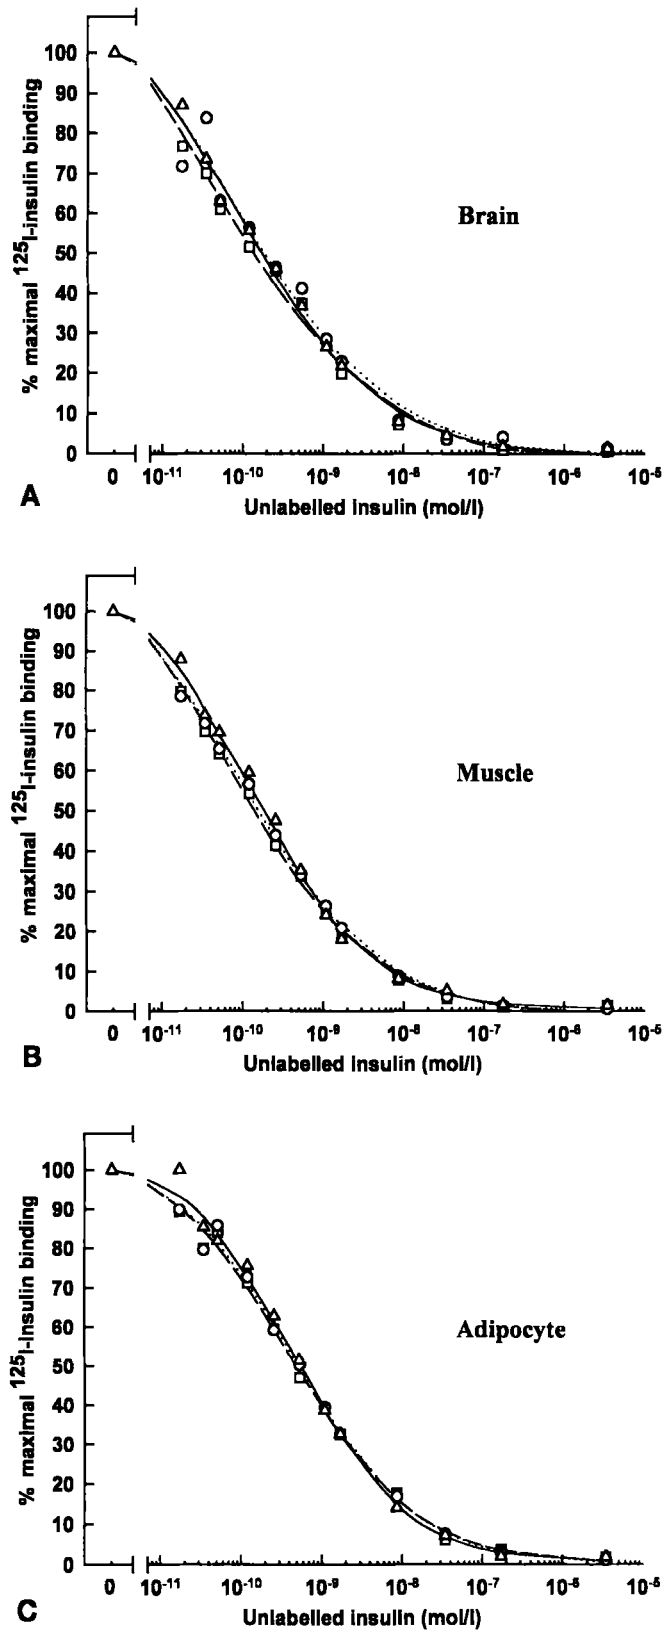 100
90
80
70
60
50
40
30
20
10
0
% maximal 125I-insulin binding
Brain
0 10-11 10-10 10-9 10-8 10-7 10-6 10-5
A
Unlabelled insulin (mol/l)
100
90
80
70
60
50
40
30
20
10
0
% maximal 125I-insulin binding
Muscle
0 10-11 10-10 10-9 10-8 10-7 10-6 10-5
B
Unlabelled insulin (mol/l)
100
90
80
70
60
50
40
30
20
10
0
% maximal 125I-insulin binding
Adipocyte
0 10-11 10-10 10-9 10-8 10-7 10-6 10-5
C
Unlabelled insulin (mol/l)